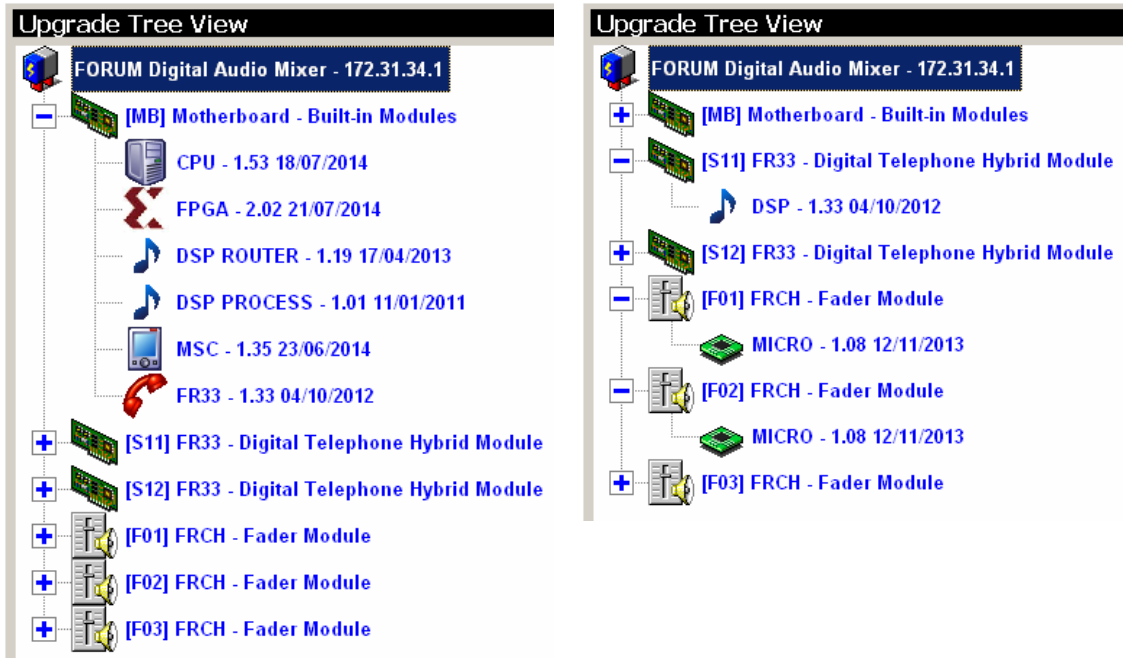 Upgrade Tree View
FORUM Digital Audio Mixer - 172.31.34.1
[MB] Motherboard - Built-in Modules
CPU - 1.53 18/07/2014
FPGA - 2.02 21/07/2014
DSP ROUTER - 1.19 17/04/2013
DSP PROCESS - 1.01 11/01/2011
MSC - 1.35 23/06/2014
FR33 - 1.33 04/10/2012
[S11] FR33 - Digital Telephone Hybrid Module
[S12] FR33 - Digital Telephone Hybrid Module
[F01] FRCH - Fader Module
[F02] FRCH - Fader Module
[F03] FRCH - Fader Module
Upgrade Tree View
FORUM Digital Audio Mixer - 172.31.34.1
[MB] Motherboard - Built-in Modules
[S11] FR33 - Digital Telephone Hybrid Module
DSP - 1.33 04/10/2012
[S12] FR33 - Digital Telephone Hybrid Module
[F01] FRCH - Fader Module
MICRO - 1.08 12/11/2013
[F02] FRCH - Fader Module
MICRO - 1.08 12/11/2013
[F03] FRCH - Fader Module